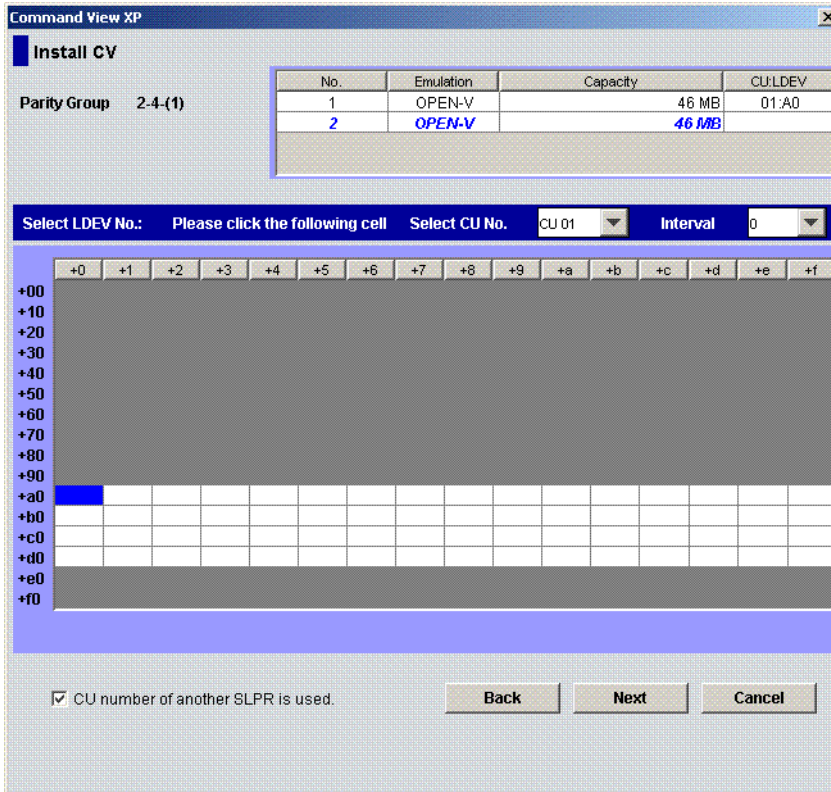 Command View XP
Install CV
Parity Group 2-4-(1)
No. Emulation Capacity CU:LDEV
1 OPEN-V 46 MB 01:A0
2 OPEN-V 46 MB
Select LDEV No.: Please click the following cell Select CU No. CU 01 Interval 0
+0 +1 +2 +3 +4 +5 +6 +7 +8 +9 +a +b +c +d +e +f
+00
+10
+20
+30
+40
+50
+60
+70
+80
+90
+a0
+b0
+c0
+d0
+e0
+f0
CU number of another SLPR is used. Back Next Cancel